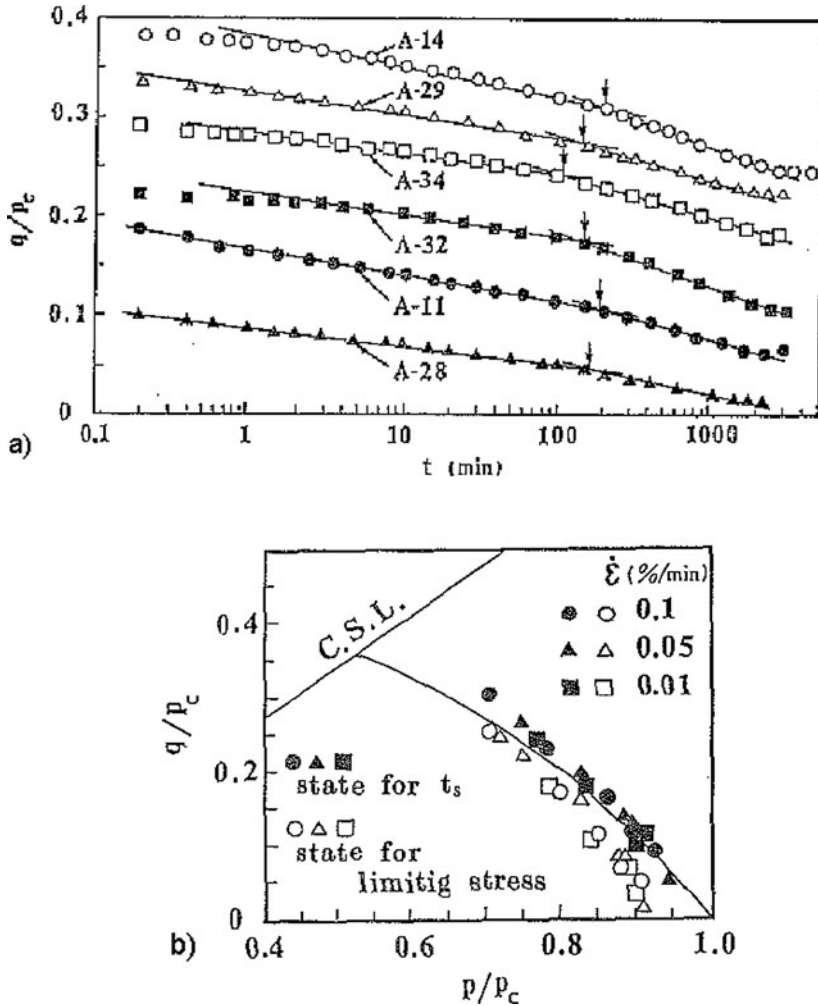 0.4
0.3
0.2
0.1
0
q/pc
A-14
A-29
A-34
A-32
A-11
A-28
0.1
1
10
100
1000
t (min)
a)
ε̇ (%/min)
0.1
0.05
0.01
C.S.L.
0.4
0.2
0
q/pc
state for ts
state for
limitig stress
0.4
0.6
0.8
1.0
p/pc
b)